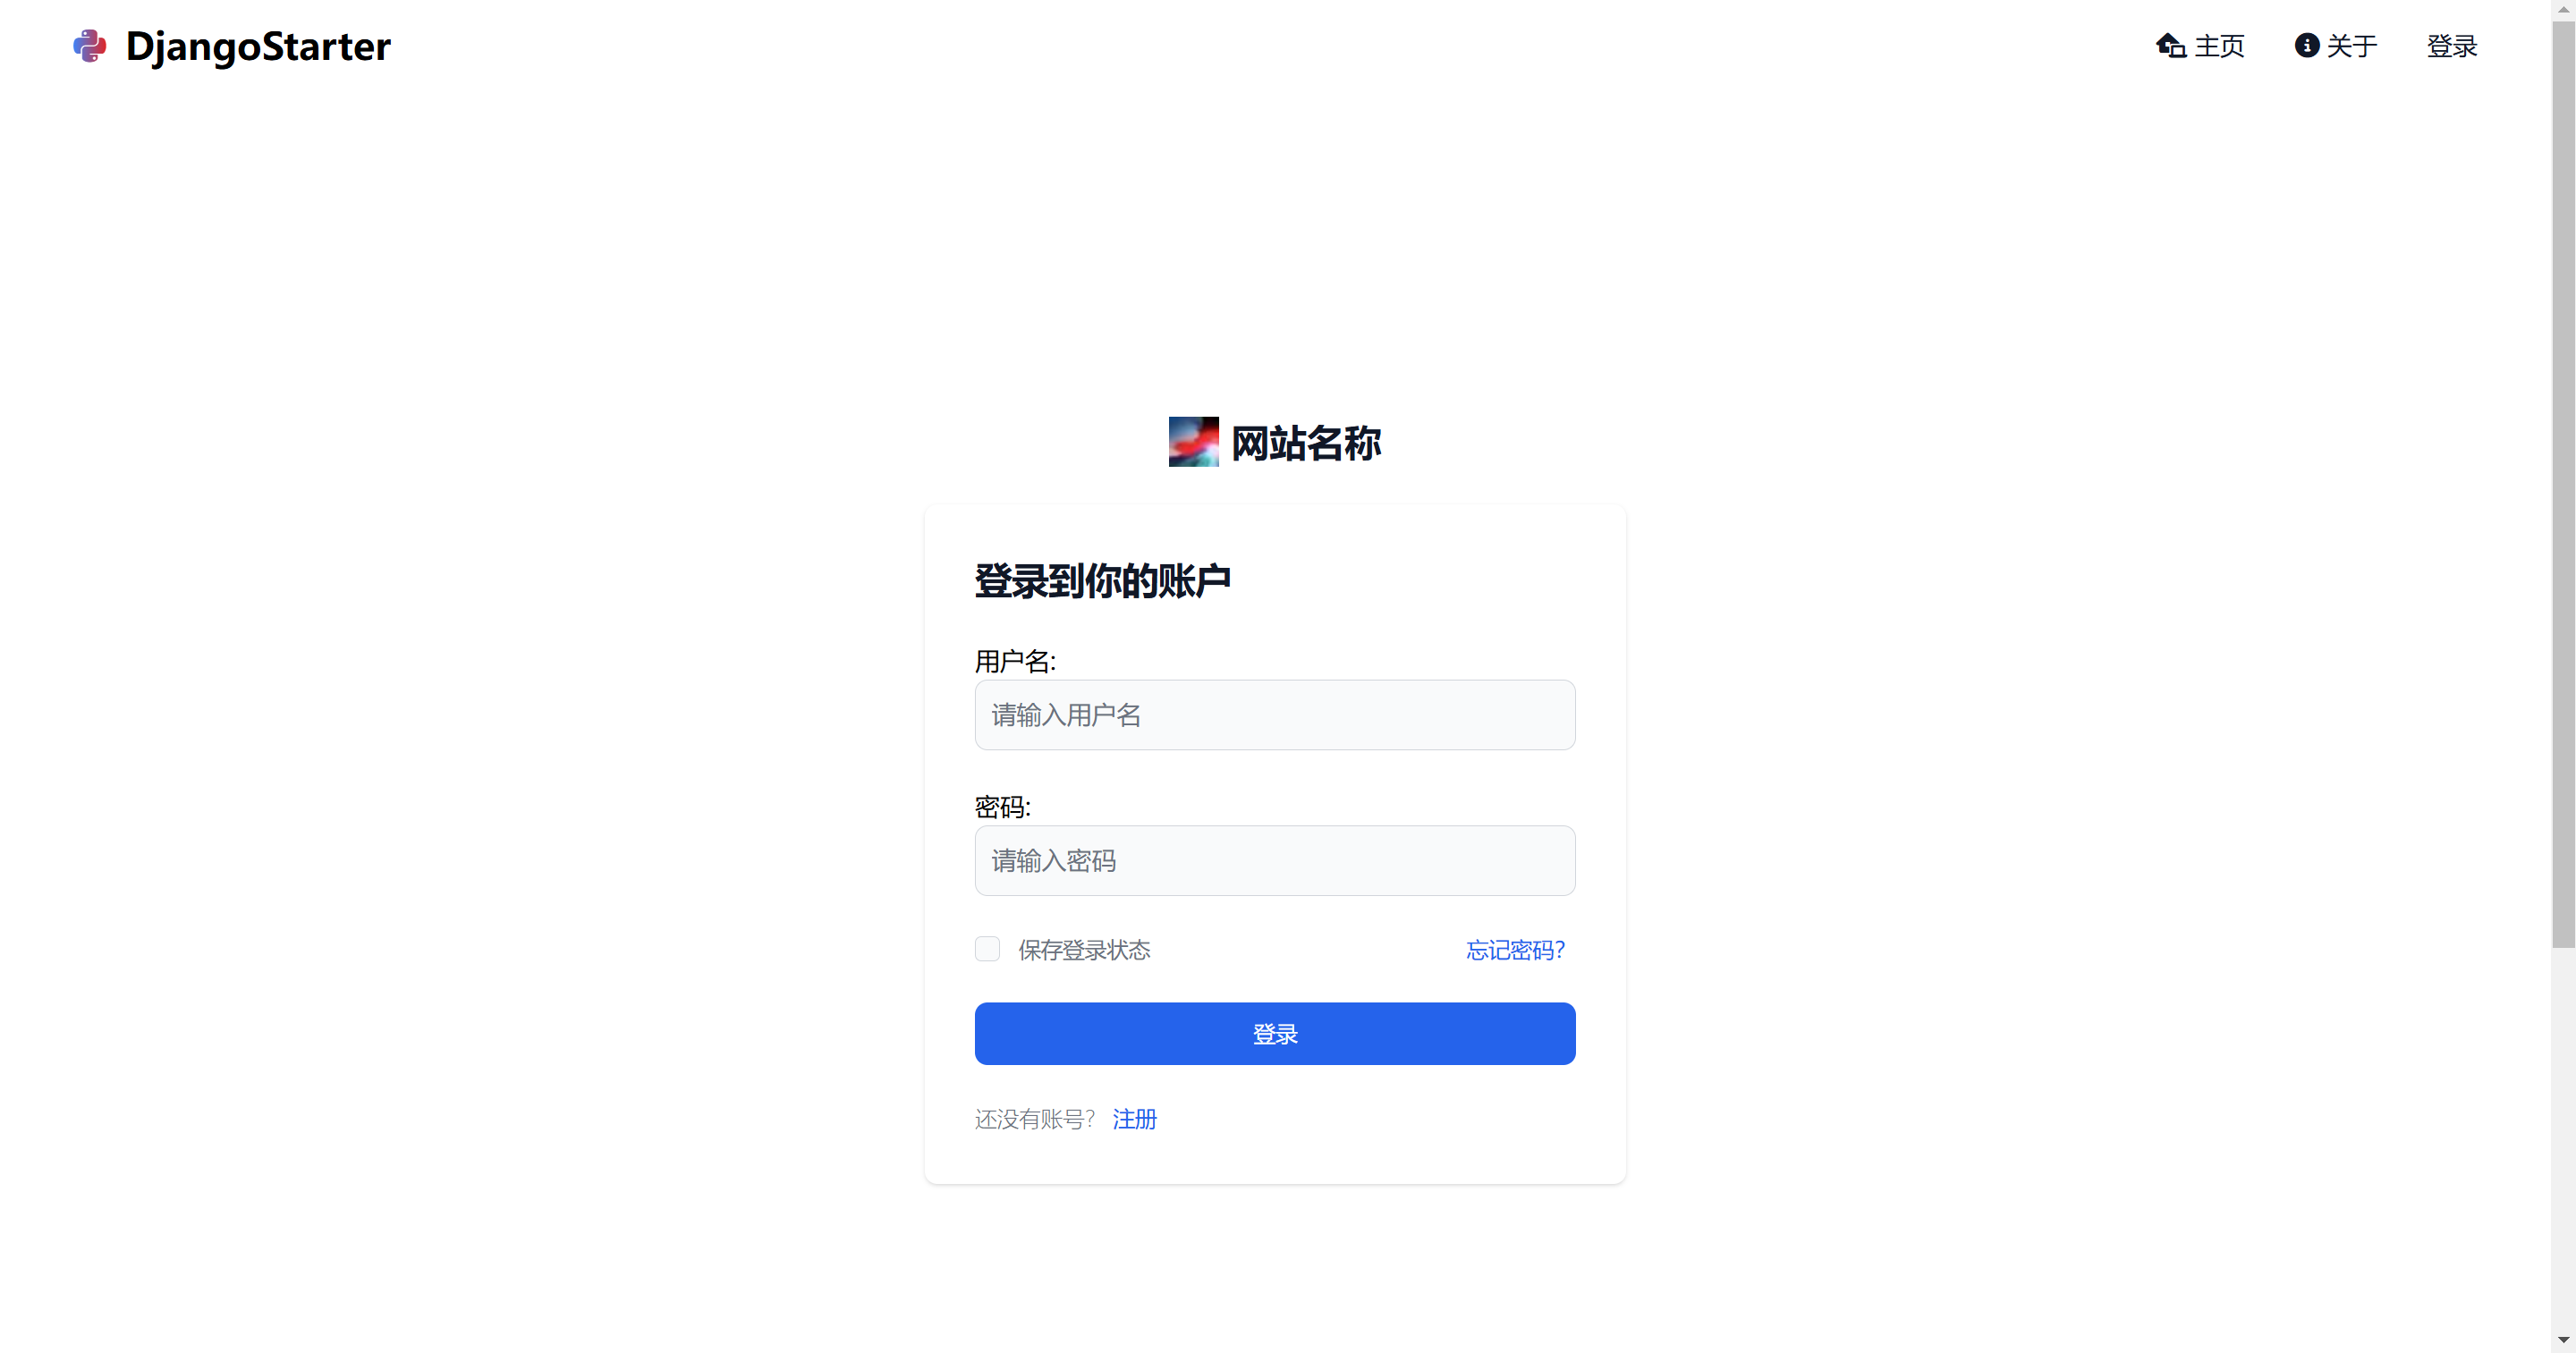 DjangoStarter
主页 关于 登录
网站名称
登录到你的账户
用户名:
请输入用户名
密码:
请输入密码
保存登录状态 忘记密码?
登录
还没有账号? 注册